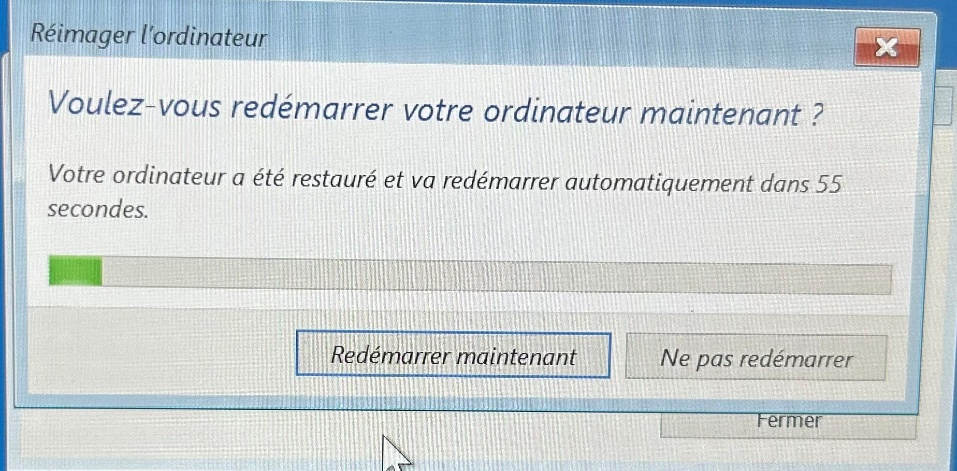 Réimager l'ordinateur
Voulez-vous redémarrer votre ordinateur maintenant ?
Votre ordinateur a été restauré et va redémarrer automatiquement dans 55
secondes.
Redémarrer maintenant
Ne pas redémarrer
Fermer